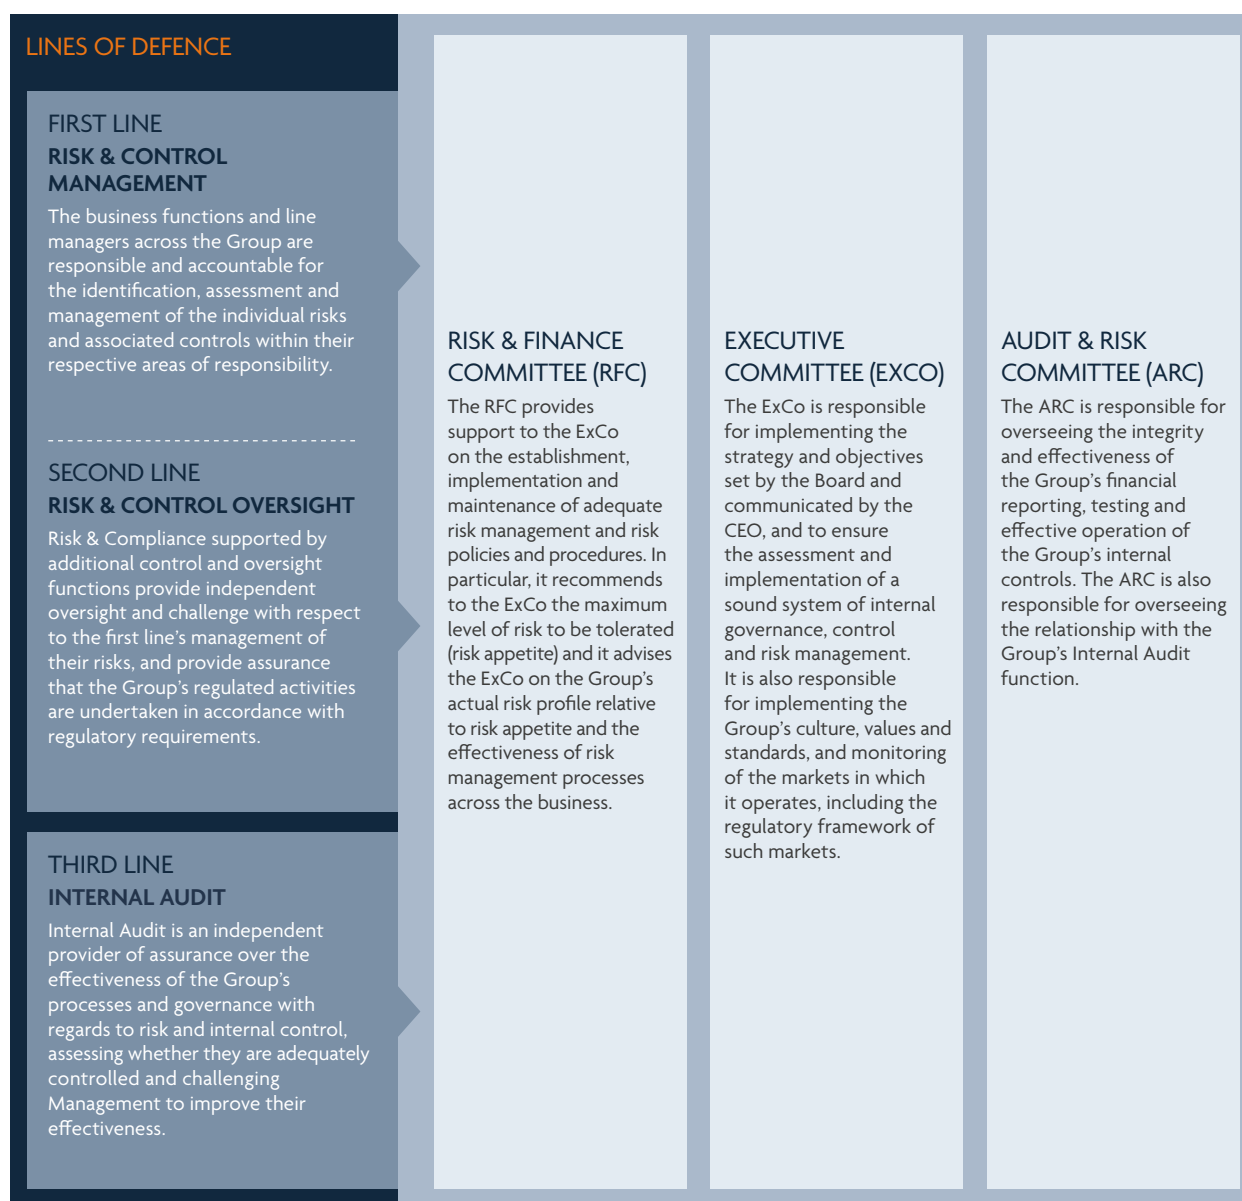 LINES OF DEFENCE
FIRST LINE
RISK & CONTROL
MANAGEMENT
The business functions and line
managers across the Group are
responsible and accountable for
the identification, assessment and
management of the individual risks
and associated controls within their
respective areas of responsibility.
SECOND LINE
RISK & CONTROL OVERSIGHT
Risk & Compliance supported by
additional control and oversight
functions provide independent
oversight and challenge with respect
to the first line's management of
their risks, and provide assurance
that the Group's regulated activities
are undertaken in accordance with
regulatory requirements.
THIRD LINE
INTERNAL AUDIT
Internal Audit is an independent
provider of assurance over the
effectiveness of the Group's
processes and governance with
regards to risk and internal control,
assessing whether they are adequately
controlled and challenging
Management to improve their
effectiveness.
RISK & FINANCE
COMMITTEE (RFC)
The RFC provides
support to the ExCo
on the establishment,
implementation and
maintenance of adequate
risk management and risk
policies and procedures. In
particular, it recommends
to the ExCo the maximum
level of risk to be tolerated
(risk appetite) and it advises
the ExCo on the Group's
actual risk profile relative
to risk appetite and the
effectiveness of risk
management processes
across the business.
EXECUTIVE
COMMITTEE (EXCO)
The ExCo is responsible
for implementing the
strategy and objectives
set by the Board and
communicated by the
CEO, and to ensure
the assessment and
implementation of a
sound system of internal
governance, control
and risk management.
It is also responsible
for implementing the
Group's culture, values and
standards, and monitoring
of the markets in which
it operates, including the
regulatory framework of
such markets.
AUDIT & RISK
COMMITTEE (ARC)
The ARC is responsible for
overseeing the integrity
and effectiveness of
the Group's financial
reporting, testing and
effective operation of
the Group's internal
controls. The ARC is also
responsible for overseeing
the relationship with the
Group's Internal Audit
function.